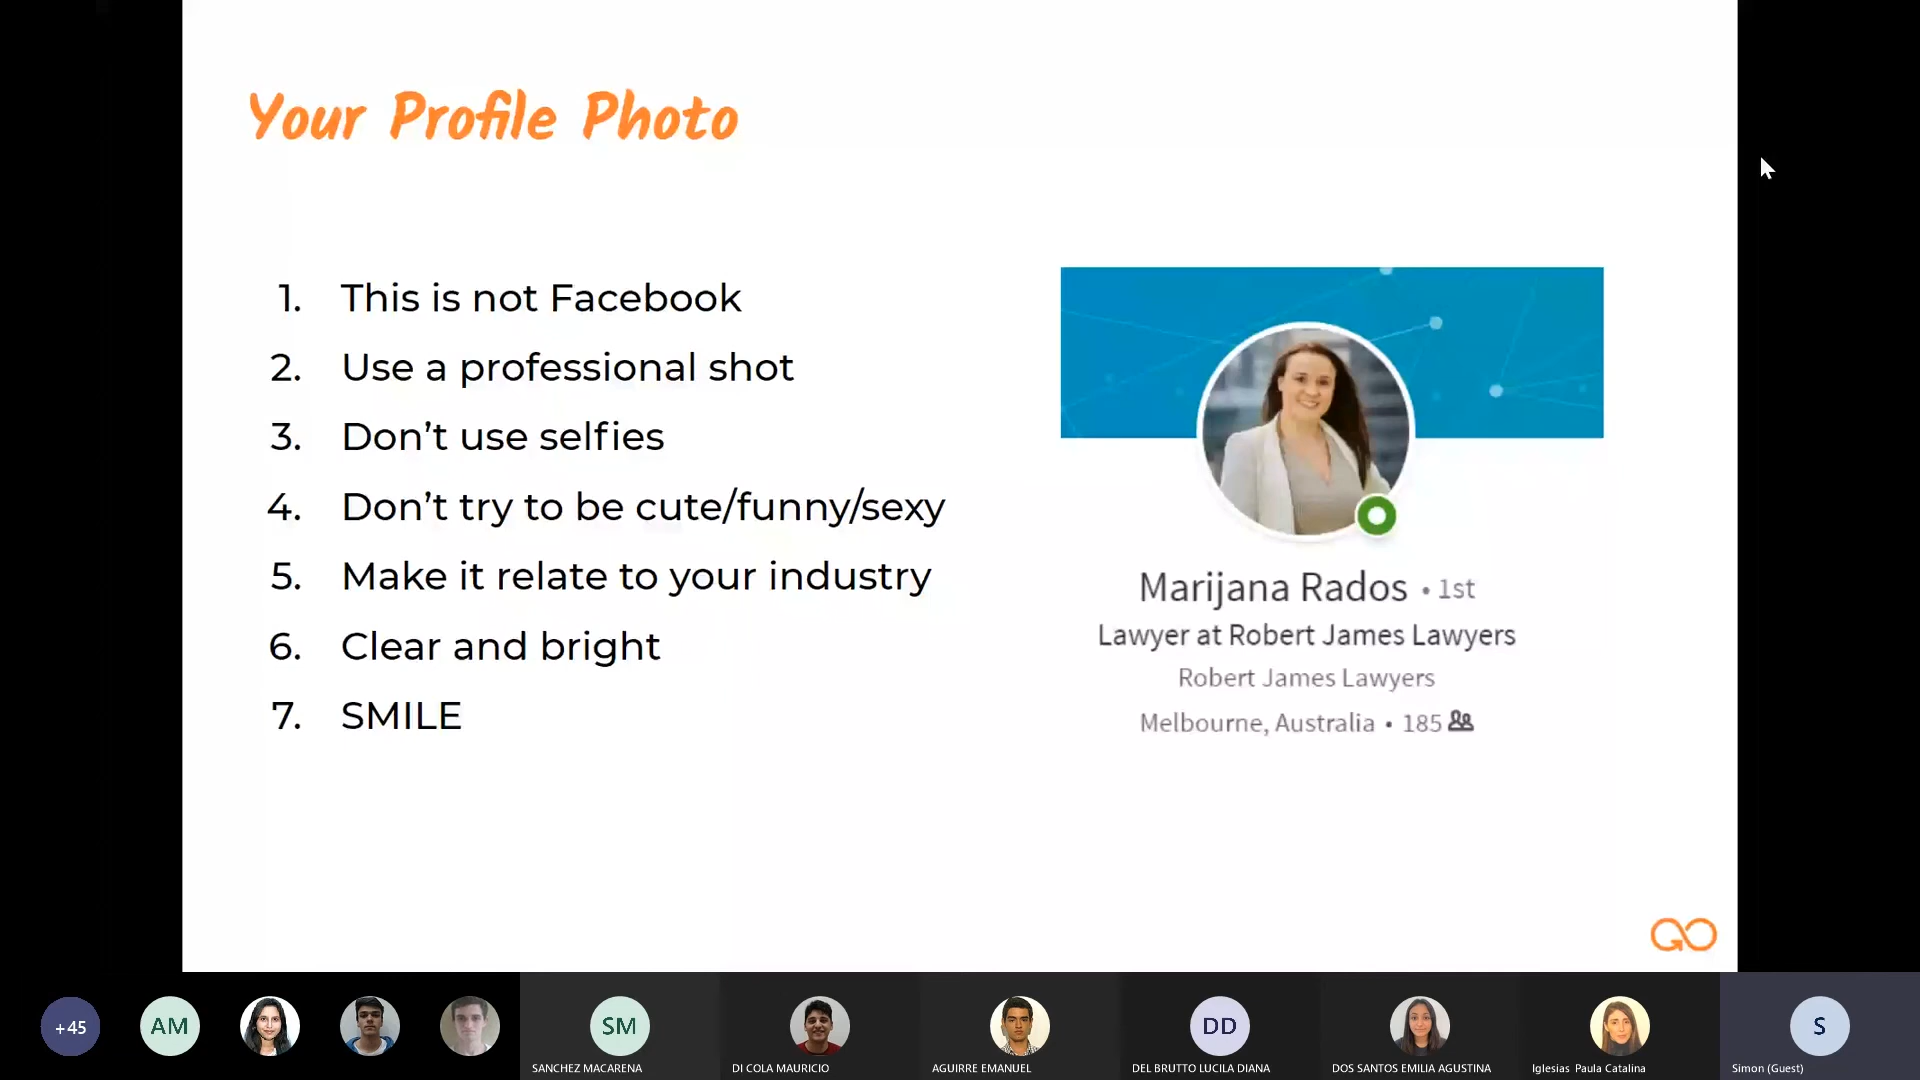 Your Profile Photo
1. This is not Facebook
2. Use a professional shot
3. Don’t use selfies
4. Don’t try to be cute/funny/sexy
5. Make it relate to your industry
6. Clear and bright
7. SMILE
Marijana Rados • 1st
Lawyer at Robert James Lawyers
Robert James Lawyers
Melbourne, Australia • 185
GO
+45
AM
SM
DD
S
SANCHEZ MACARENA
DI COLA MAURICIO
AGUIRRE EMANUEL
DEL BRUTTO LUCILA DIANA
DOS SANTOS EMILIA AGUSTINA
Iglesias Paula Catalina
Simon (Guest)